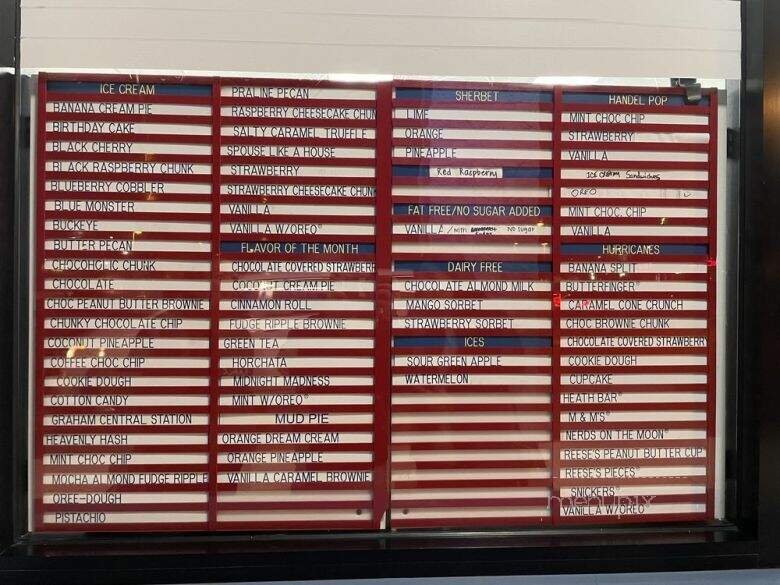 ICE CREAM
BANANA CREAM PIE
BIRTHDAY CAKE
BLACK CHERRY
BLACK RASPBERRY CHUNK
BLUEBERRY COBBLER
BLUE MONSTER
BUCKEYE
BUTTER PECAN
CHOCOHOLIC CHUNK
CHOCOLATE
CHOC PEANUT BUTTER BROWNIE
CHUNKY CHOCOLATE CHIP
COCONUT PINEAPPLE
COFFEE CHOC CHIP
COOKIE DOUGH
COTTON CANDY
GRAHAM CENTRAL STATION
HEAVENLY HASH
MINT CHOC CHIP
MOCHA ALMOND FUDGE RIPPLE
OREE-DOUGH
PISTACHIO
PRALINE PECAN
RASPBERRY CHEESECAKE CHUN
SALTY CARAMEL TRUFFLE
SPOUSE LIKE A HOUSE
STRAWBERRY
STRAWBERRY CHEESECAKE CHUN
VANILLA
VANILLA W/OREO®
FLAVOR OF THE MONTH
CHOCOLATE COVERED STRAWBERR
COCONUT CREAM PIE
CINNAMON ROLL
FUDGE RIPPLE BROWNIE
GREEN TEA
HORCHATA
MIDNIGHT MADNESS
MINT W/OREO®
MUD PIE
ORANGE DREAM CREAM
ORANGE PINEAPPLE
VANILLA CARAMEL BROWNIE
SHERBET
LIME
ORANGE
PINEAPPLE
Red Raspberry
FAT FREE/NO SUGAR ADDED
VANILLA / with NO sugar
DAIRY FREE
CHOCOLATE ALMOND MILK
MANGO SORBET
STRAWBERRY SORBET
ICES
SOUR GREEN APPLE
WATERMELON
HANDEL POP
MINT CHOC CHIP
STRAWBERRY
VANILLA
ICE CREAM Sandwiches
OREO
MINT CHOC. CHIP
VANILLA
HURRICANES
BANANA SPLIT
BUTTERFINGER®
CARAMEL CONE CRUNCH
CHOC BROWNIE CHUNK
CHOCOLATE COVERED STRAWBERRY
COOKIE DOUGH
CUPCAKE
HEATH BAR®
M & M'S®
NERDS ON THE MOON®
REESE'S PEANUT BUTTER CUP
REESE'S PIECES®
SNICKERS®
VANILLA W/OREO®
menupix